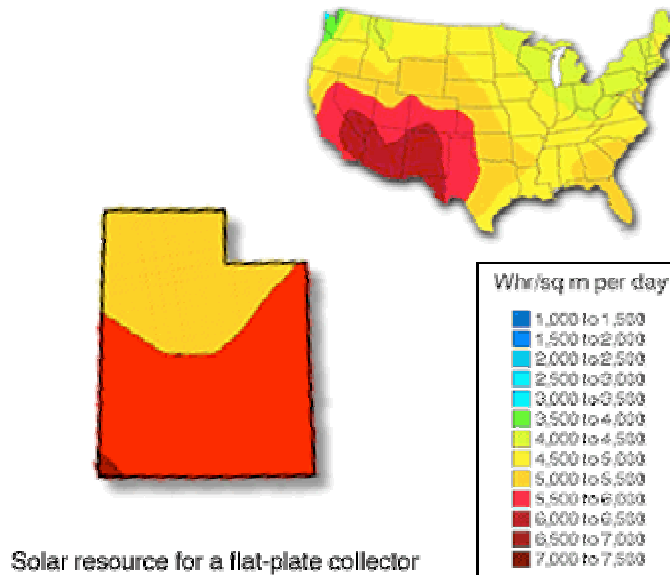 Whr/sq m per day
1,000 to 1,500
1,500 to 2,000
2,000 to 2,500
2,500 to 3,000
3,000 to 3,500
3,500 to 4,000
4,000 to 4,500
4,500 to 5,000
5,000 to 5,500
5,500 to 6,000
6,000 to 6,500
6,500 to 7,000
7,000 to 7,500
Solar resource for a flat-plate collector